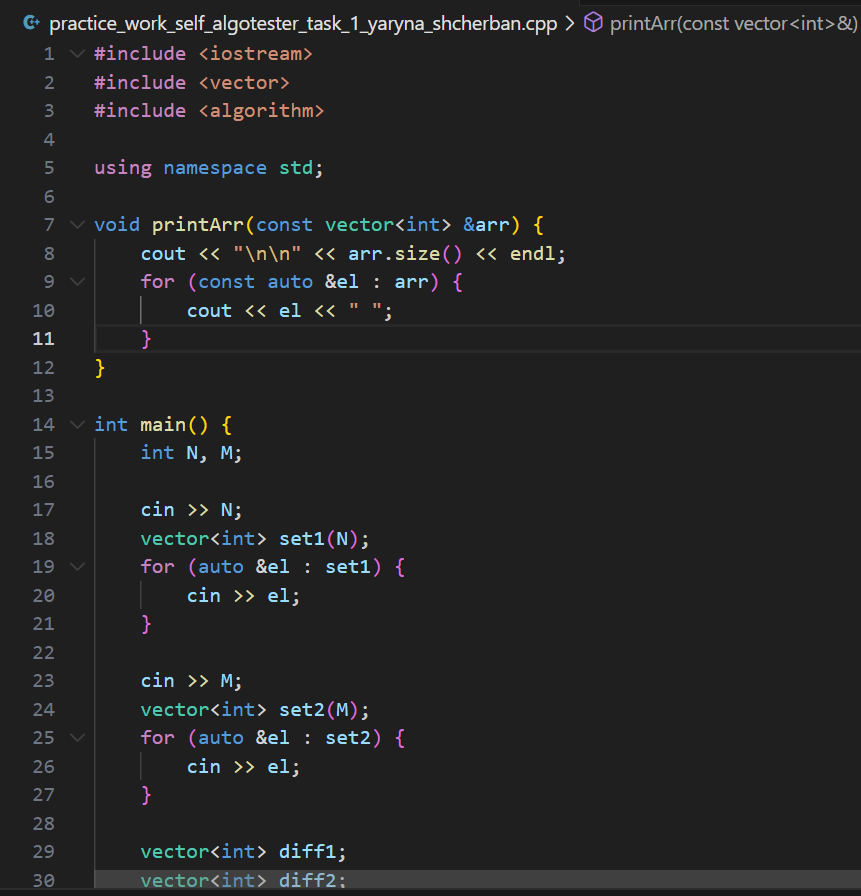 practice_work_self_algotester_task_1_yaryna_shcherban.cpp > printArr(const vector<int>&)
1 #include <iostream>
2 #include <vector>
3 #include <algorithm>
4
5 using namespace std;
6
7 void printArr(const vector<int> &arr) {
8     cout << "\n\n" << arr.size() << endl;
9     for (const auto &el : arr) {
10         cout << el << " ";
11     }
12 }
13
14 int main() {
15     int N, M;
16
17     cin >> N;
18     vector<int> set1(N);
19     for (auto &el : set1) {
20         cin >> el;
21     }
22
23     cin >> M;
24     vector<int> set2(M);
25     for (auto &el : set2) {
26         cin >> el;
27     }
28
29     vector<int> diff1;
30     vector<int> diff2;